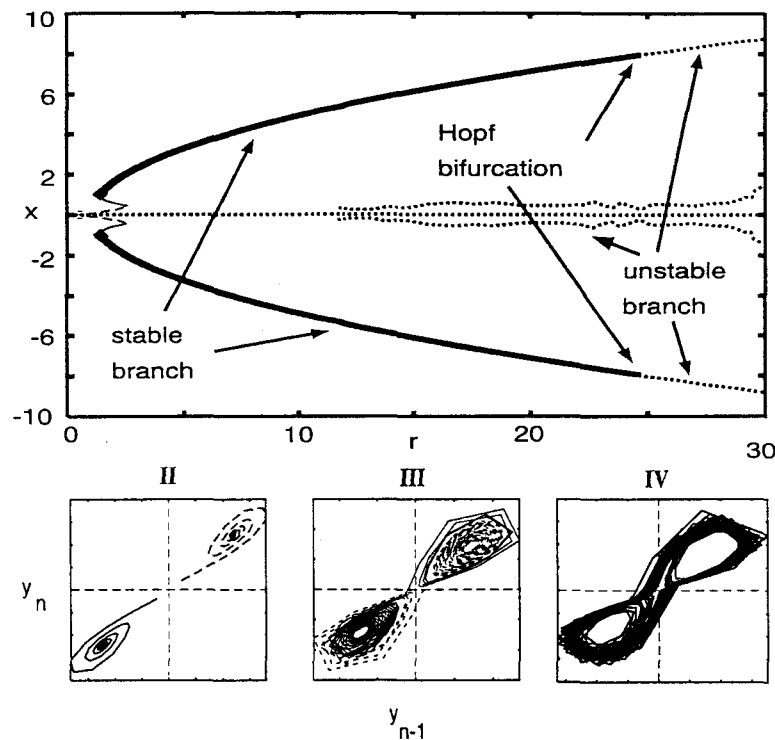 10
6
Hopf
bifurcation
2
x
-2
unstable
branch
stable
branch
-6
-10
0
10
20
30
r
II
III
IV
y n
y n-1